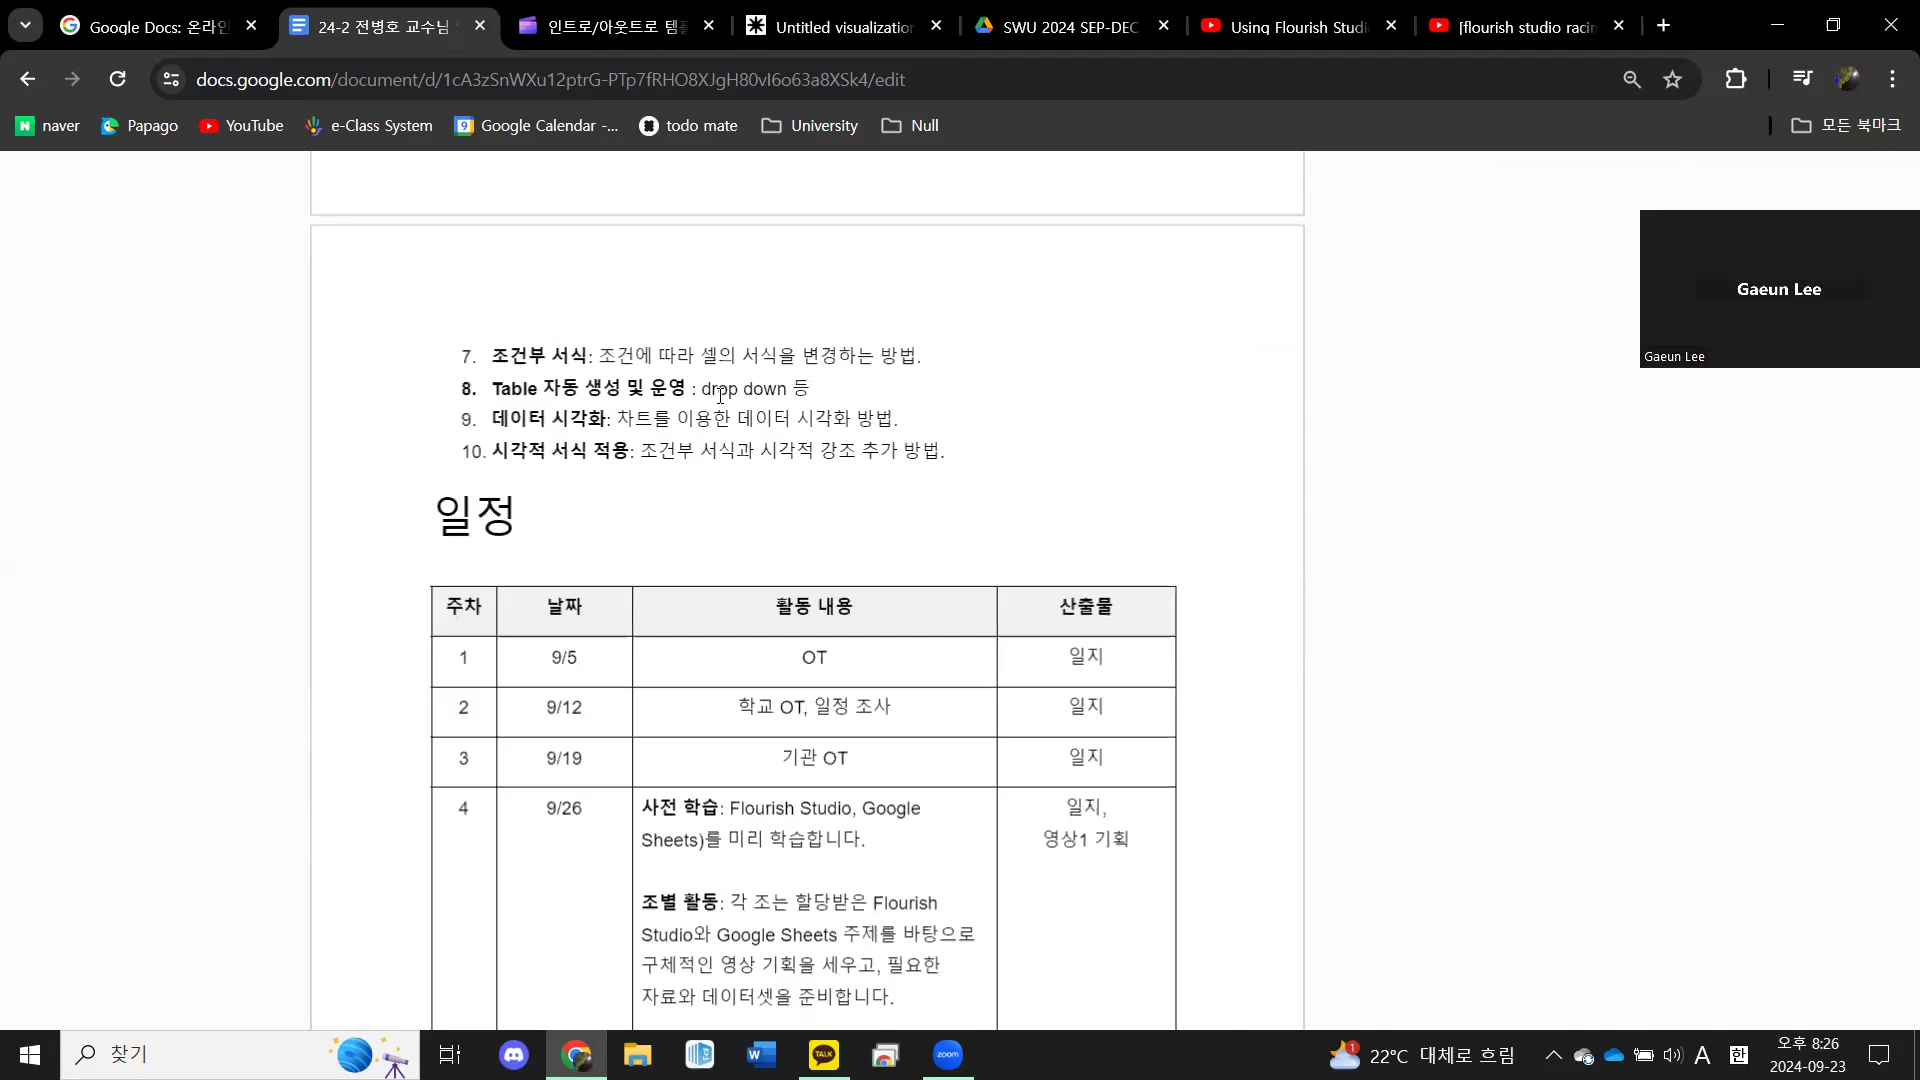 Google Docs: 온라인
24-2 전병호 교수님
인트로/아웃트로 템플
Untitled visualization
SWU 2024 SEP-DEC
Using Flourish Studi
[flourish studio racin
docs.google.com/document/d/1cA3zSnWXu12ptrG-PTp7fRHO8XJgH80vI6o63a8XSk4/edit
naver
Papago
YouTube
e-Class System
Google Calendar -...
todo mate
University
Null
모든 북마크
Gaeun Lee
Gaeun Lee
7. 조건부 서식: 조건에 따라 셀의 서식을 변경하는 방법.
8. Table 자동 생성 및 운영 : drop down 등
9. 데이터 시각화: 차트를 이용한 데이터 시각화 방법.
10. 시각적 서식 적용: 조건부 서식과 시각적 강조 추가 방법.
일정
주차 날짜 활동 내용 산출물
1 9/5 OT 일지
2 9/12 학교 OT, 일정 조사 일지
3 9/19 기관 OT 일지
4 9/26 사전 학습: Flourish Studio, Google 일지,
Sheets)를 미리 학습합니다. 영상1 기획
조별 활동: 각 조는 할당받은 Flourish
Studio와 Google Sheets 주제를 바탕으로
구체적인 영상 기획을 세우고, 필요한
자료와 데이터셋을 준비합니다.
찾기
TALK
zoom
1
22°C 대체로 흐림
A
한
오후 8:26
2024-09-23